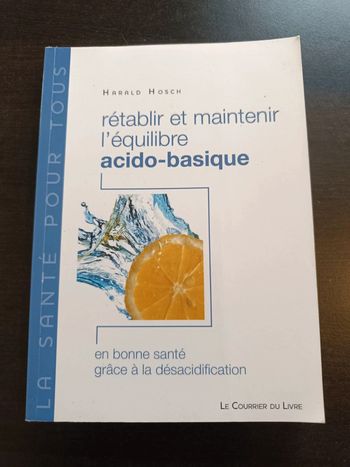 LA SANTÉ POUR TOUS
HARALD HOSCH
rétablir et maintenir
l'équilibre
acido-basique
en bonne santé
grâce à la désacidification
LE COURRIER DU LIVRE